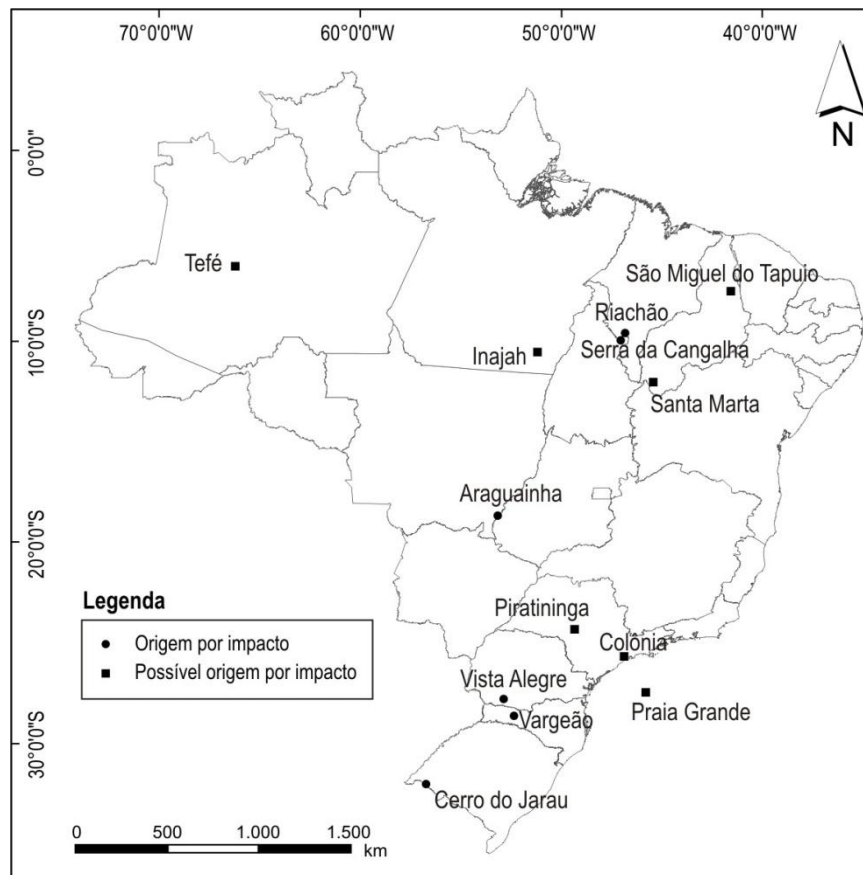 70°0'0"
60°0'0"
50°0'0"
40°0'0"
N
0°0'0"
Tefé
São Miguel do Tapuio
Riachão
10°0'0"S
Inajah
Serra da Cangalha
Santa Marta
Araguainha
20°0'0"S
Legenda
Origem por impacto
Possível origem por impacto
Piratininga
Colônia
Vista Alegre
Praia Grande
Vargeão
30°0'0"S
Cerro do Jarau
0 500 1.000 1.500
km